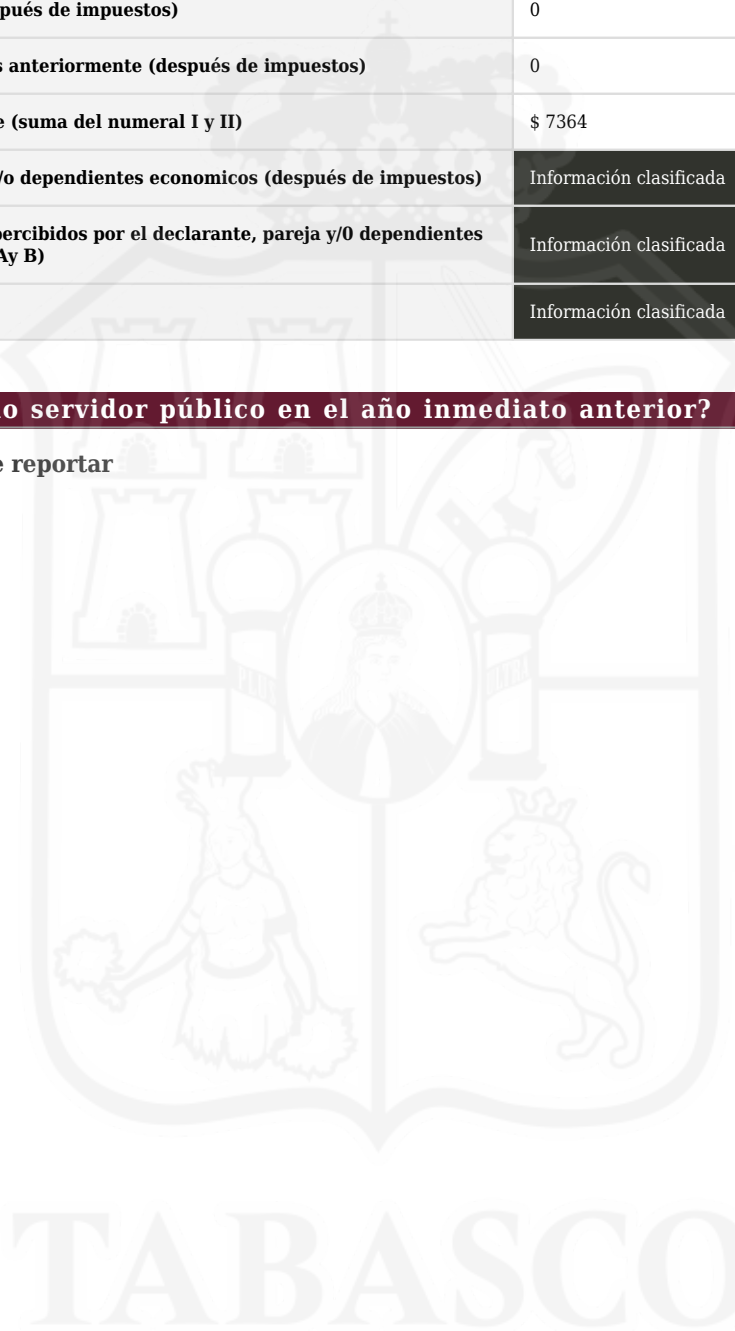 pués de impuestos) 0
s anteriormente (después de impuestos) 0
e (suma del numeral I y II) $ 7364
/o dependientes economicos (después de impuestos) Información clasificada
percibidos por el declarante, pareja y/0 dependientes
Ay B) Información clasificada
Información clasificada
o servidor público en el año inmediato anterior?
e reportar
PLUS ULTRA
TABASCO